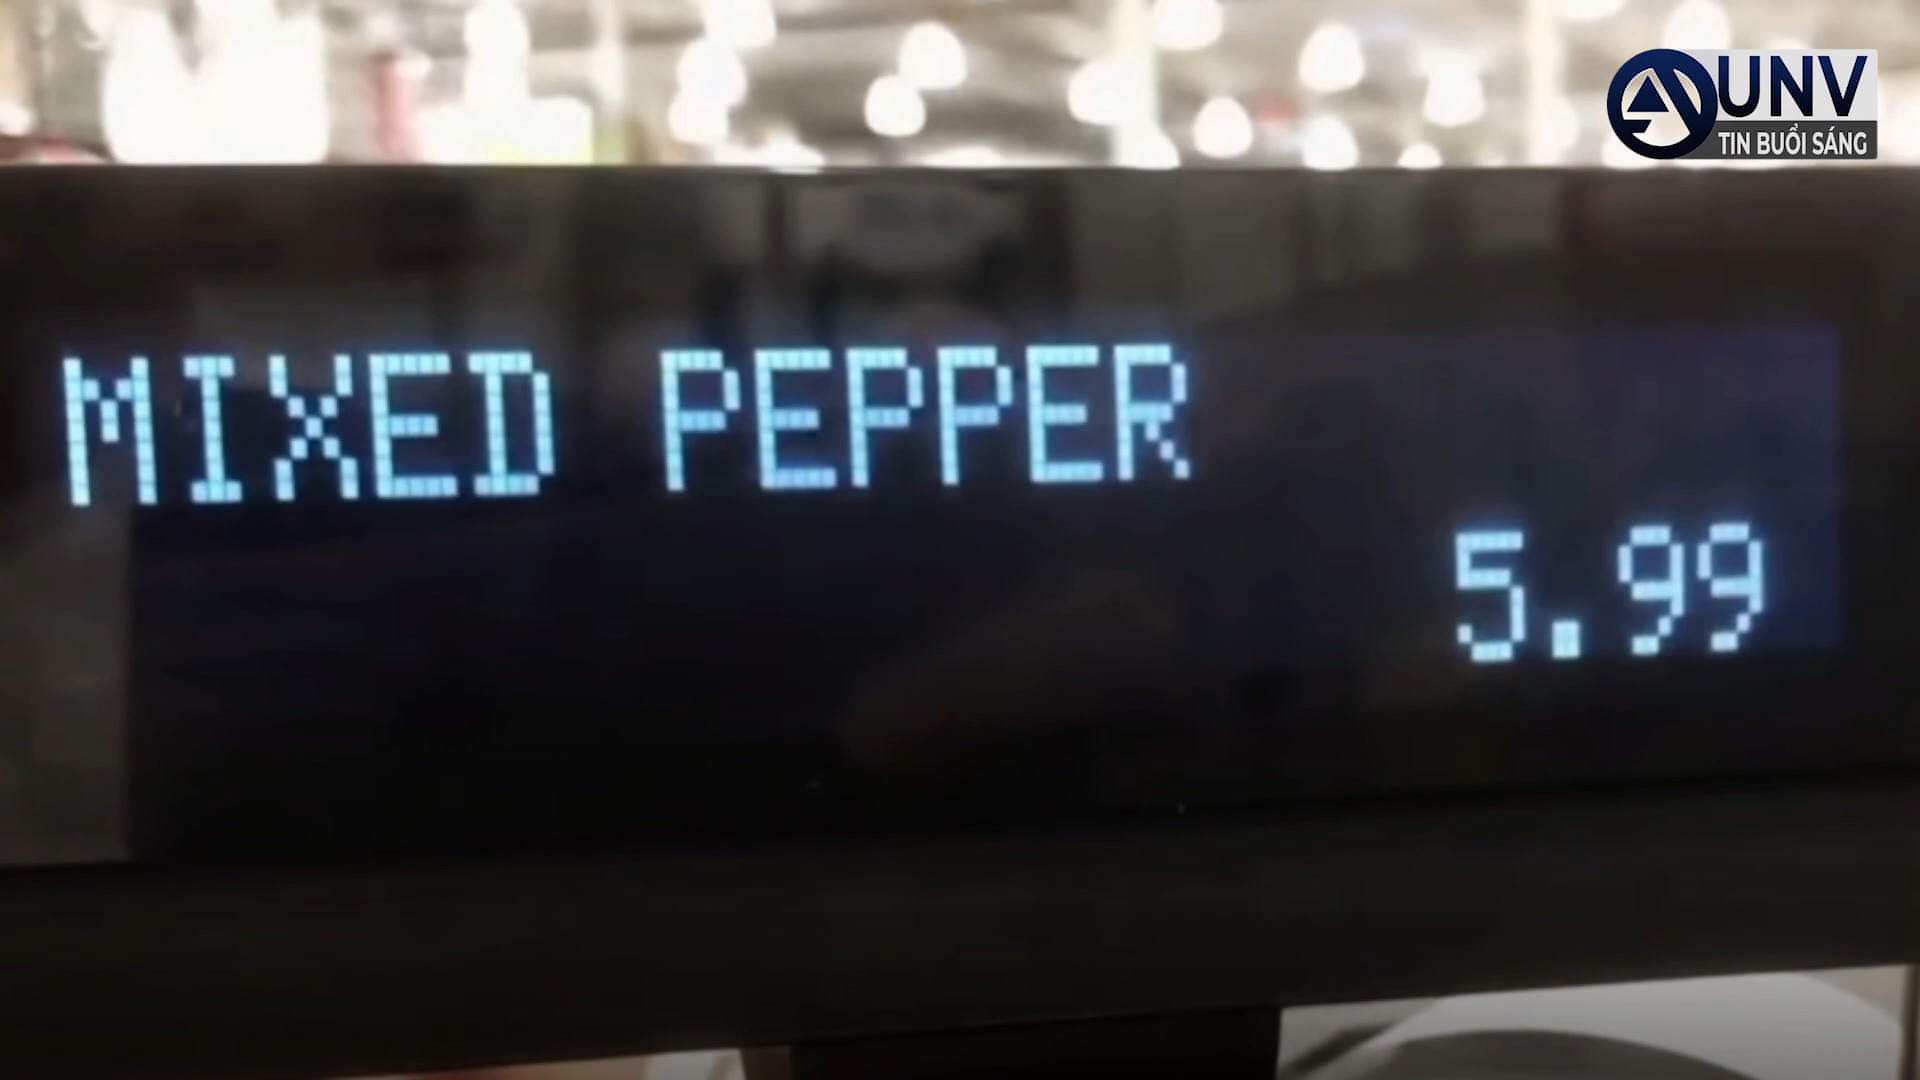 UNV
TIN BUỔI SÁNG
MIXED PEPPER
5.99